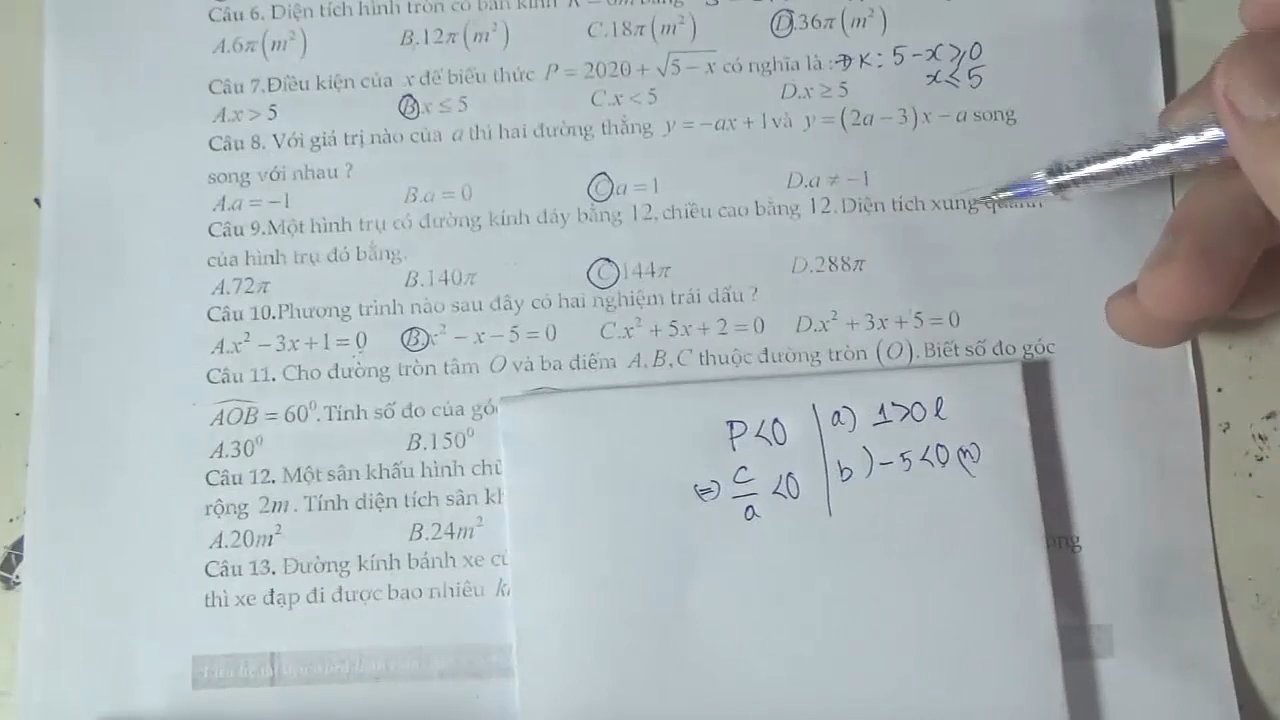 Câu 6. Diện tích hình tròn có bán kính
A.6π(m²) B.12π(m²) C.18π(m²) D.36π(m²)
Câu 7.Điều kiện của x để biểu thức P = 2020 + √(5 − x) có nghĩa là : ĐK: 5 - x ⩾ 0
x ≤ 5
A.x > 5 B.x ≤ 5 C.x < 5 D.x ≥ 5
Câu 8. Với giá trị nào của a thì hai đường thẳng y = −ax + 1 và y = (2a − 3)x − a song
song với nhau ?
A.a = −1 B.a = 0 C.a = 1 D.a ≠ −1
Câu 9.Một hình trụ có đường kính đáy bằng 12, chiều cao bằng 12.Diện tích xung quanh
của hình trụ đó bằng.
A.72π B.140π C.144π D.288π
Câu 10.Phương trình nào sau đây có hai nghiệm trái dấu ?
A.x² − 3x + 1 = 0 B.x² − x − 5 = 0 C.x² + 5x + 2 = 0 D.x² + 3x + 5 = 0
Câu 11. Cho đường tròn tâm O và ba điểm A, B, C thuộc đường tròn (O). Biết số đo góc
AOB = 60⁰.Tính số đo của gó
A.30⁰ B.150⁰
Câu 12. Một sân khấu hình chữ
rộng 2m. Tính diện tích sân kh
A.20m² B.24m²
Câu 13. Đường kính bánh xe củ
ong
thì xe đạp đi được bao nhiêu k
P<0
⇔ c/a <0
a) 1>0 l
b) -5<0 (n)